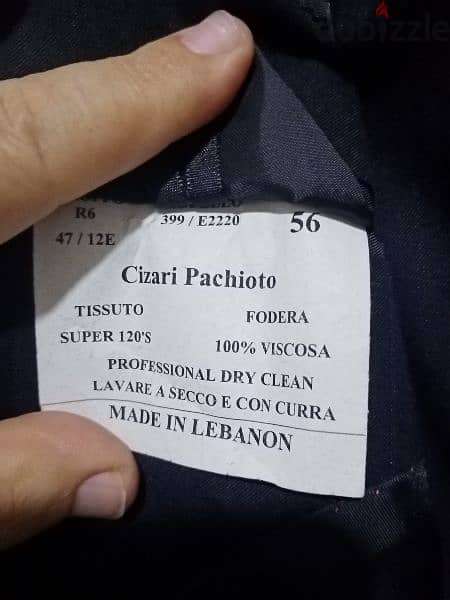 dubizzle
R6 399 / E2220 56
47 / 12E
Cizari Pachioto
TISSUTO FODERA
SUPER 120'S 100% VISCOSA
PROFESSIONAL DRY CLEAN
LAVARE A SECCO E CON CURRA
MADE IN LEBANON